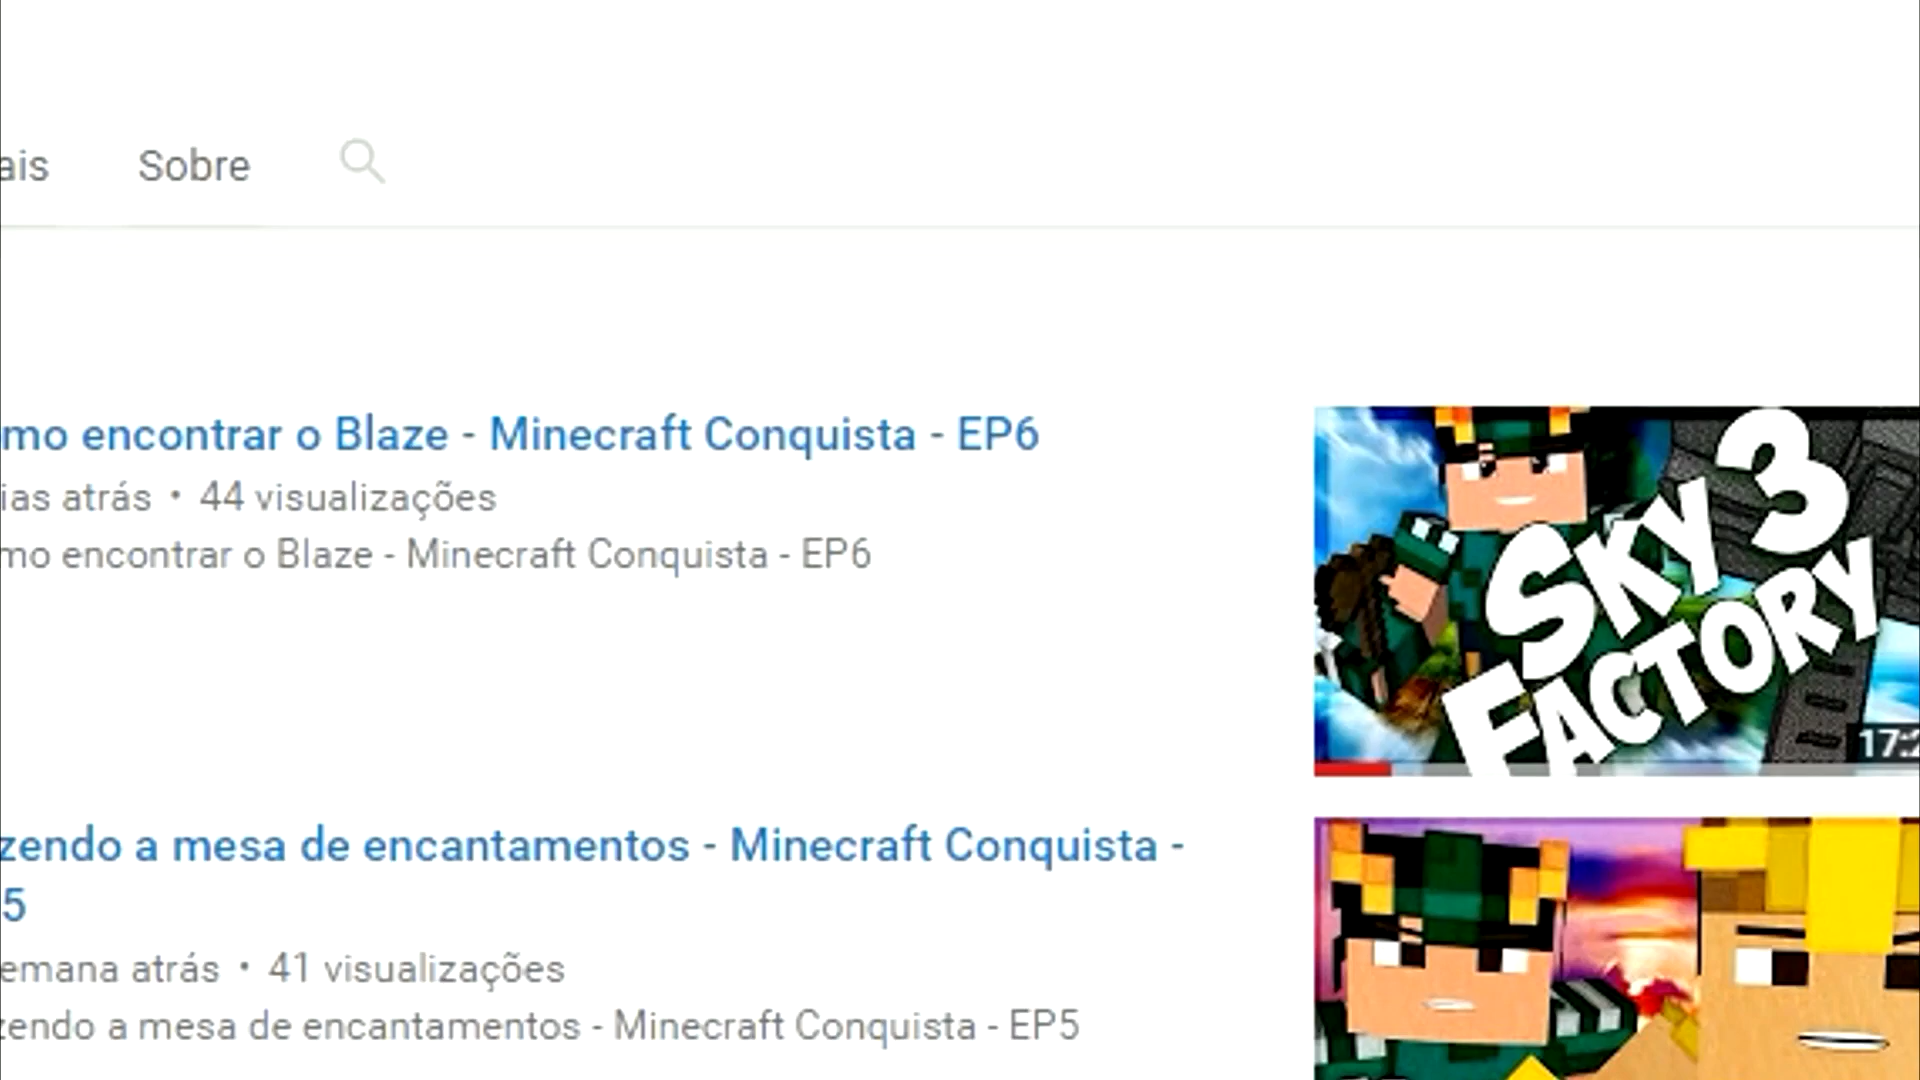 ais Sobre
omo encontrar o Blaze - Minecraft Conquista - EP6
ias atrás • 44 visualizações
mo encontrar o Blaze - Minecraft Conquista - EP6
SKY 3
FACTORY
zendo a mesa de encantamentos - Minecraft Conquista -
5
emana atrás • 41 visualizações
zendo a mesa de encantamentos - Minecraft Conquista - EP5